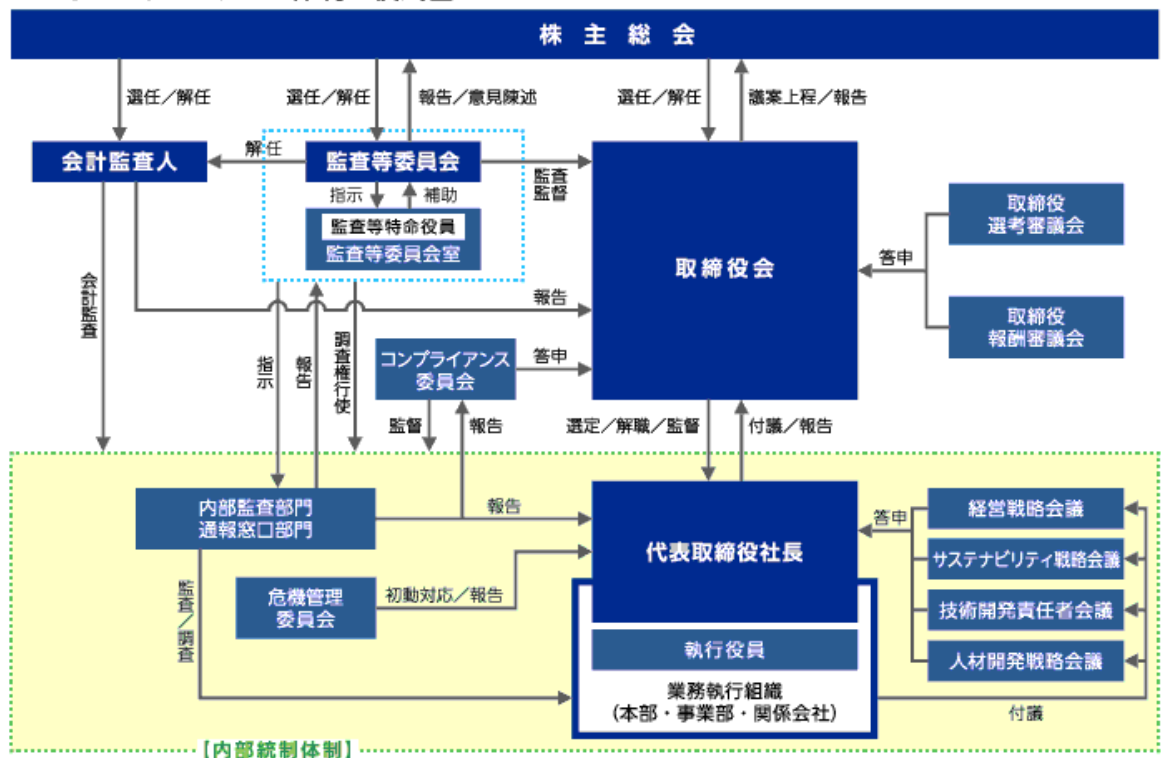 株主総会
選任／解任
選任／解任
報告／意見陳述
選任／解任
議案上程／報告
会計監査人
解任
監査等委員会
監査
監督
指示
補助
監査等特命役員
監査等委員会室
取締役会
取締役
選考審議会
答申
取締役
報酬審議会
会計監査
報告
指示
報告
調査権行使
コンプライアンス
委員会
答申
監督
報告
選定／解職／監督
付議／報告
内部監査部門
通報窓口部門
報告
代表取締役社長
答申
経営戦略会議
サステナビリティ戦略会議
技術開発責任者会議
人材開発戦略会議
監査／調査
危機管理
委員会
初動対応／報告
執行役員
業務執行組織
（本部・事業部・関係会社）
付議
【内部統制体制】